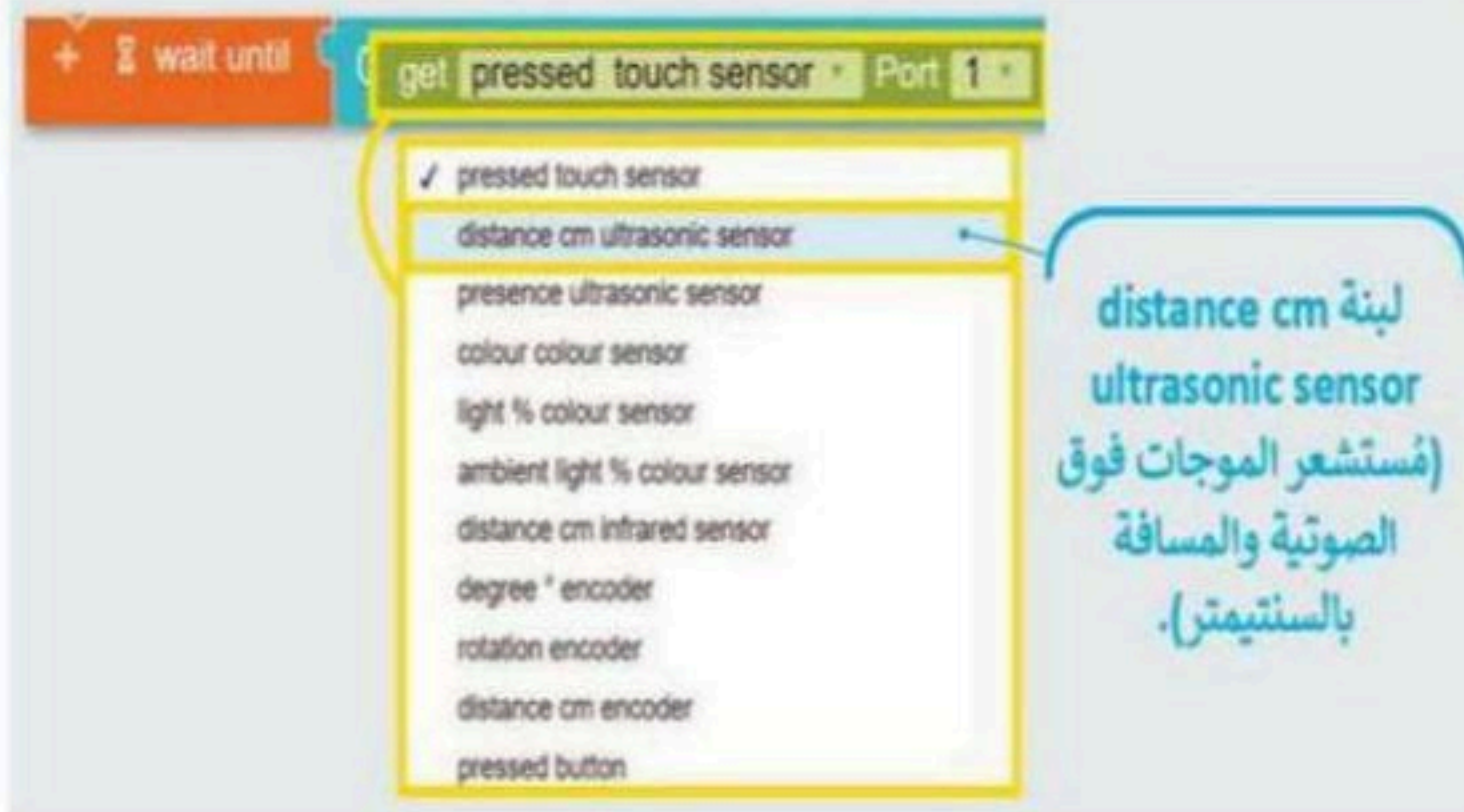 + wait until get pressed touch sensor Port 1
✓ pressed touch sensor
distance cm ultrasonic sensor
presence ultrasonic sensor
colour colour sensor
light % colour sensor
ambient light % colour sensor
distance cm infrared sensor
degree ° encoder
rotation encoder
distance cm encoder
pressed button
لبنة distance cm
ultrasonic sensor
(مُستشعر الموجات فوق
الصوتية والمسافة
بالسنتيمتر).